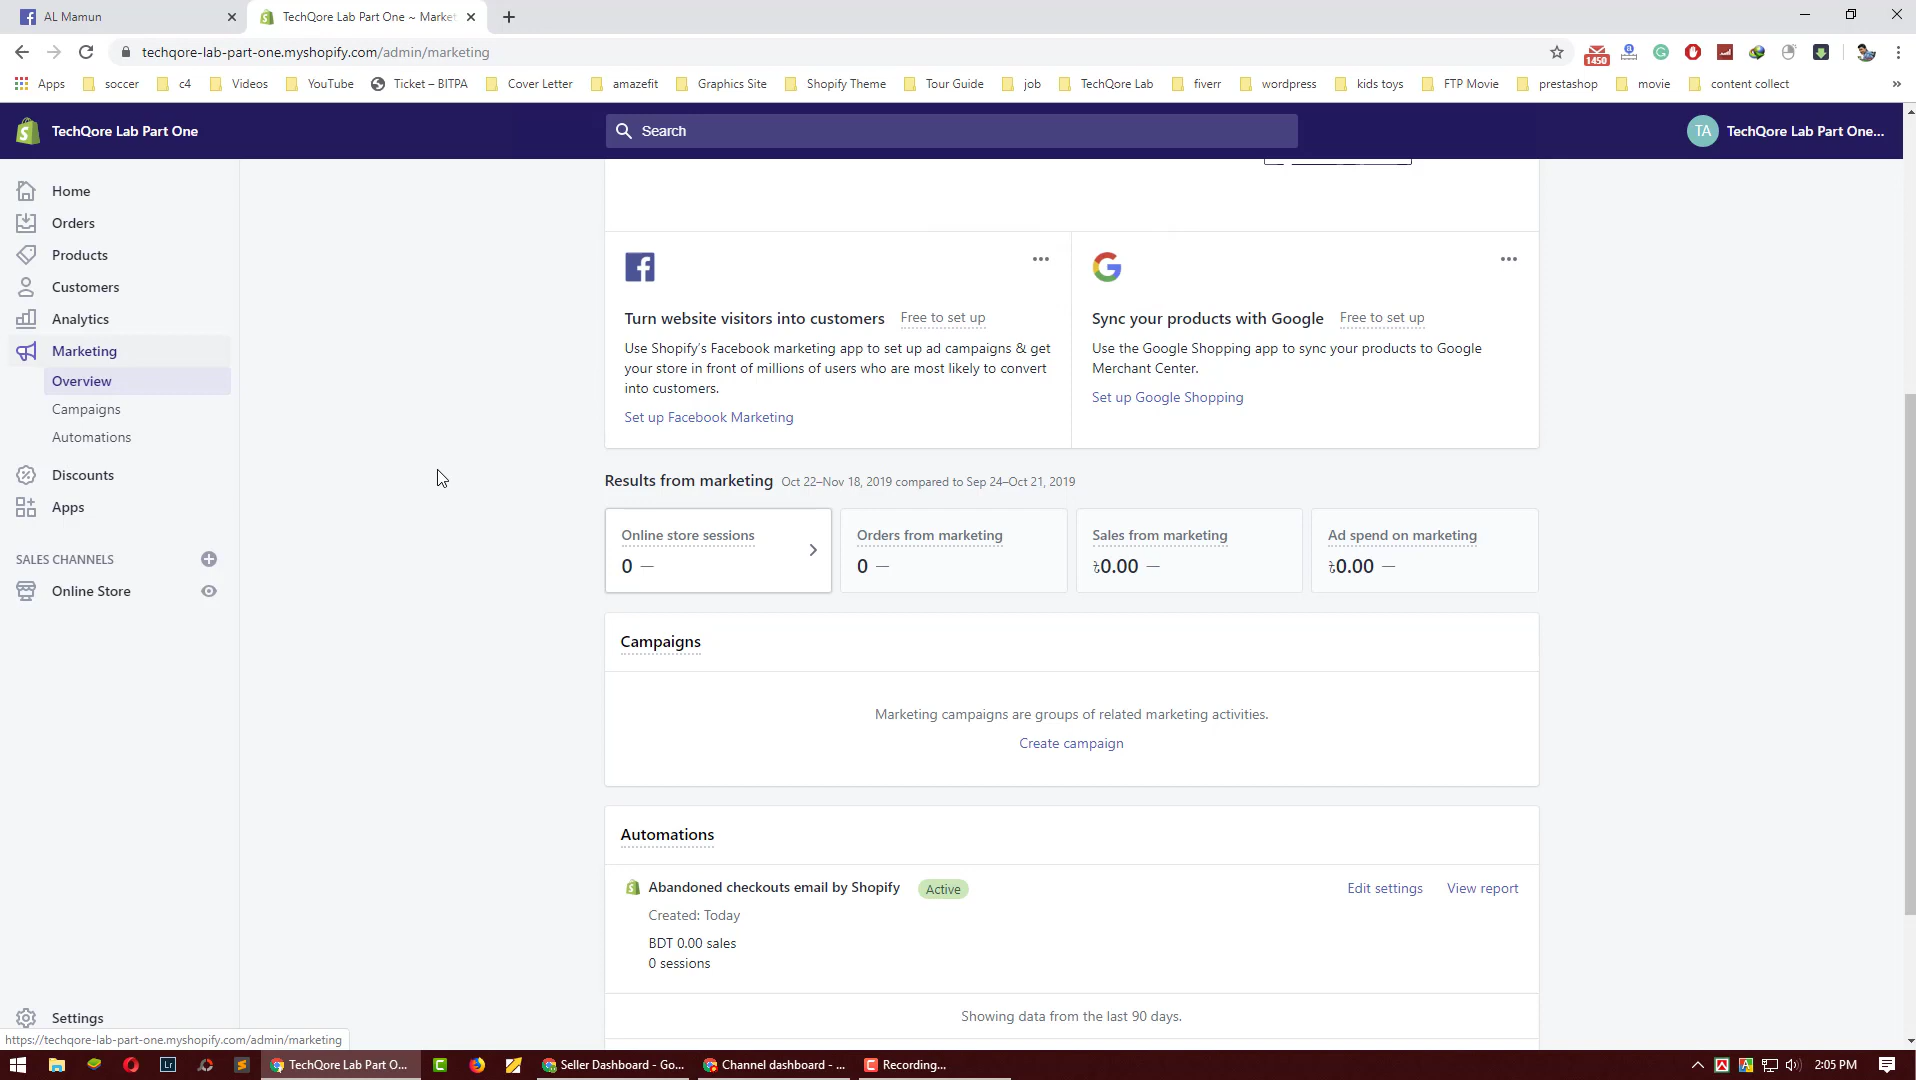 AL Mamun
TechQore Lab Part One ~ Market
techqore-lab-part-one.myshopify.com/admin/marketing
1450
Apps
soccer
c4
Videos
YouTube
Ticket – BITPA
Cover Letter
amazefit
Graphics Site
Shopify Theme
Tour Guide
job
TechQore Lab
fiverr
wordpress
kids toys
FTP Movie
prestashop
movie
content collect
»
TechQore Lab Part One
Search
TA
TechQore Lab Part One...
Home
Orders
Products
Customers
Analytics
Marketing
Overview
Campaigns
Automations
Discounts
Apps
SALES CHANNELS
Online Store
Settings
Turn website visitors into customers Free to set up
Use Shopify's Facebook marketing app to set up ad campaigns & get
your store in front of millions of users who are most likely to convert
into customers.
Set up Facebook Marketing
Sync your products with Google Free to set up
Use the Google Shopping app to sync your products to Google
Merchant Center.
Set up Google Shopping
Results from marketing Oct 22–Nov 18, 2019 compared to Sep 24–Oct 21, 2019
Online store sessions
0 —
Orders from marketing
0 —
Sales from marketing
৳0.00 —
Ad spend on marketing
৳0.00 —
Campaigns
Marketing campaigns are groups of related marketing activities.
Create campaign
Automations
Abandoned checkouts email by Shopify Active
Edit settings View report
Created: Today
BDT 0.00 sales
0 sessions
Showing data from the last 90 days.
https://techqore-lab-part-one.myshopify.com/admin/marketing
Lr
TechQore Lab Part O...
Seller Dashboard - Go...
Channel dashboard - ...
Recording...
2:05 PM